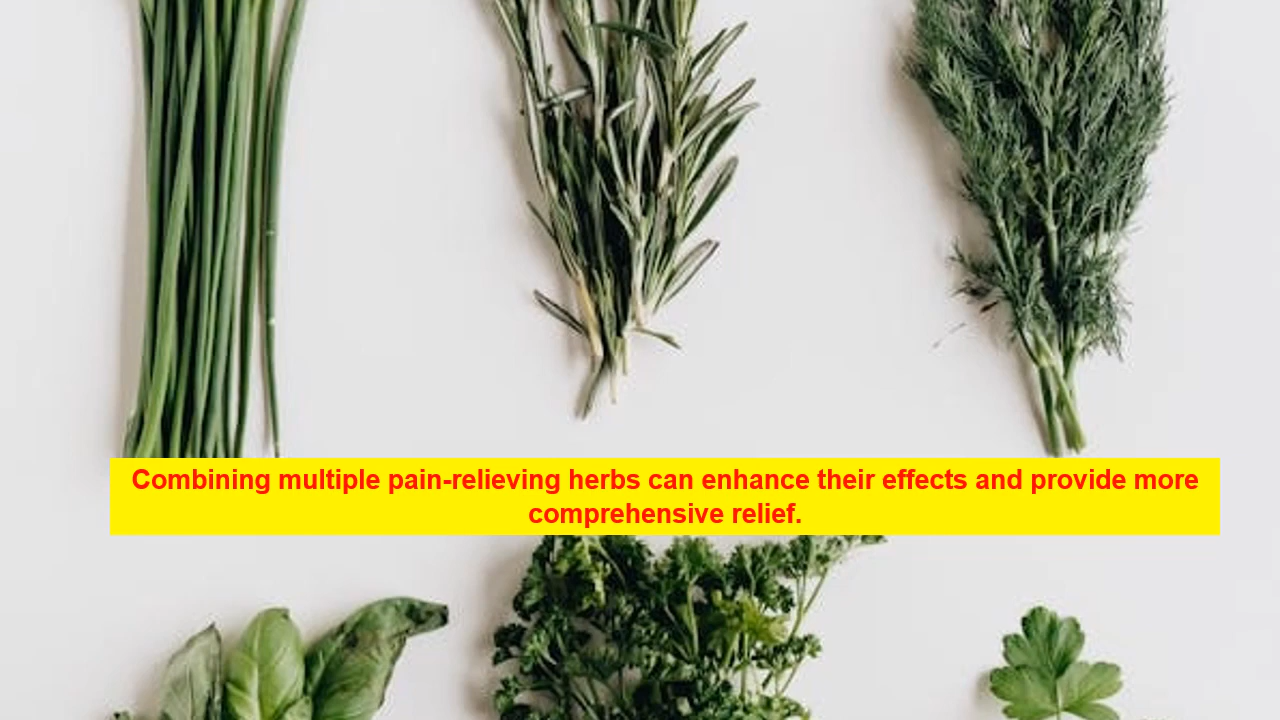 Combining multiple pain-relieving herbs can enhance their effects and provide more
comprehensive relief.